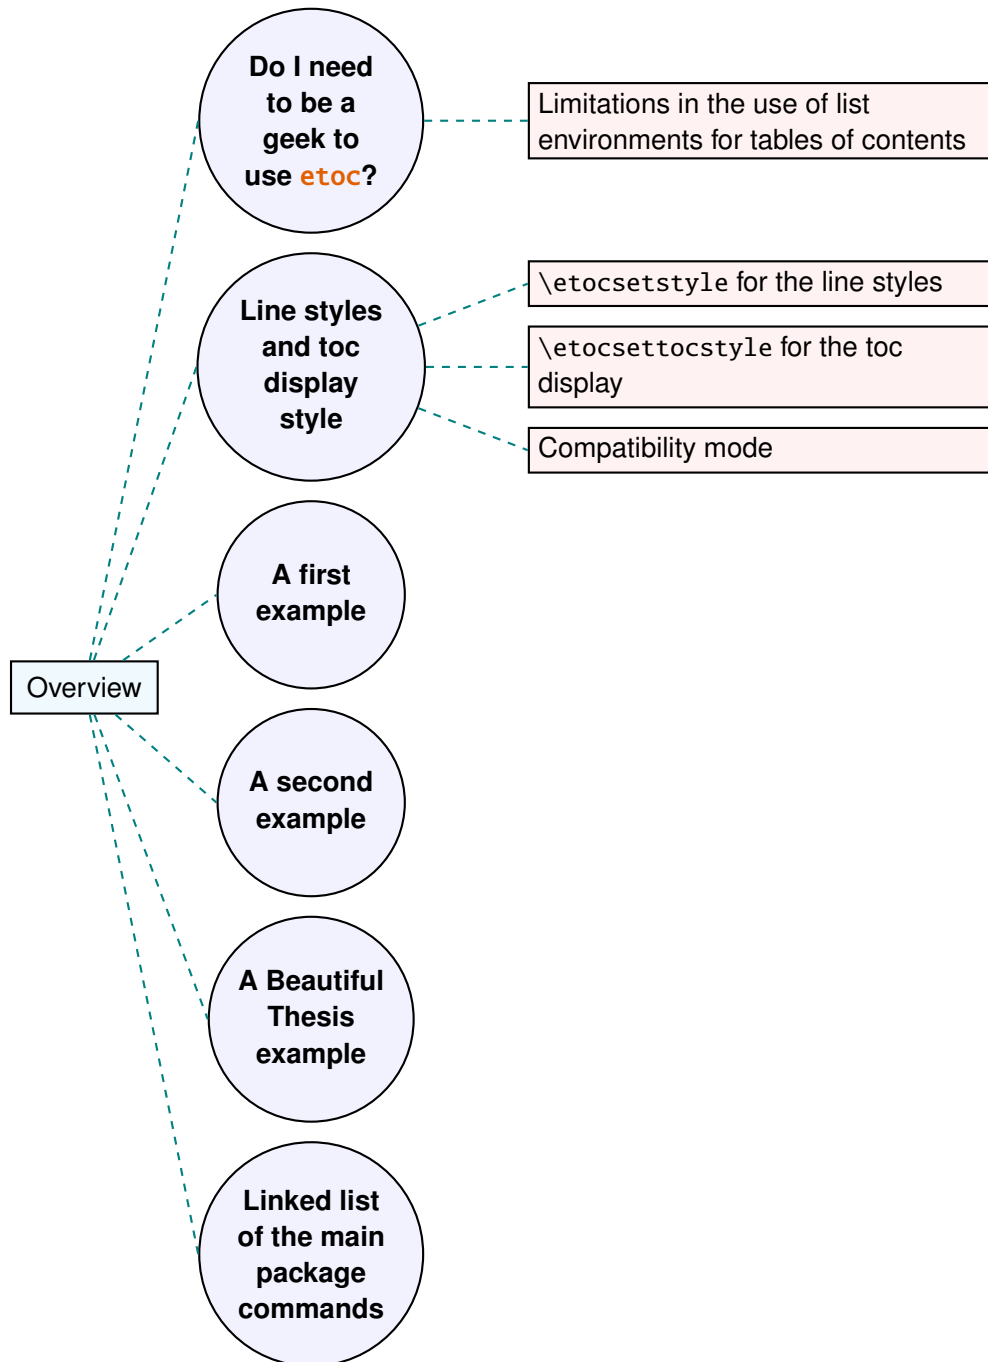 Do I need
to be a
geek to
use etoc?
Limitations in the use of list
environments for tables of contents
Line styles
and toc
display
style
\etocsetstyle for the line styles
\etocsettocstyle for the toc
display
Compatibility mode
A first
example
Overview
A second
example
A Beautiful
Thesis
example
Linked list
of the main
package
commands